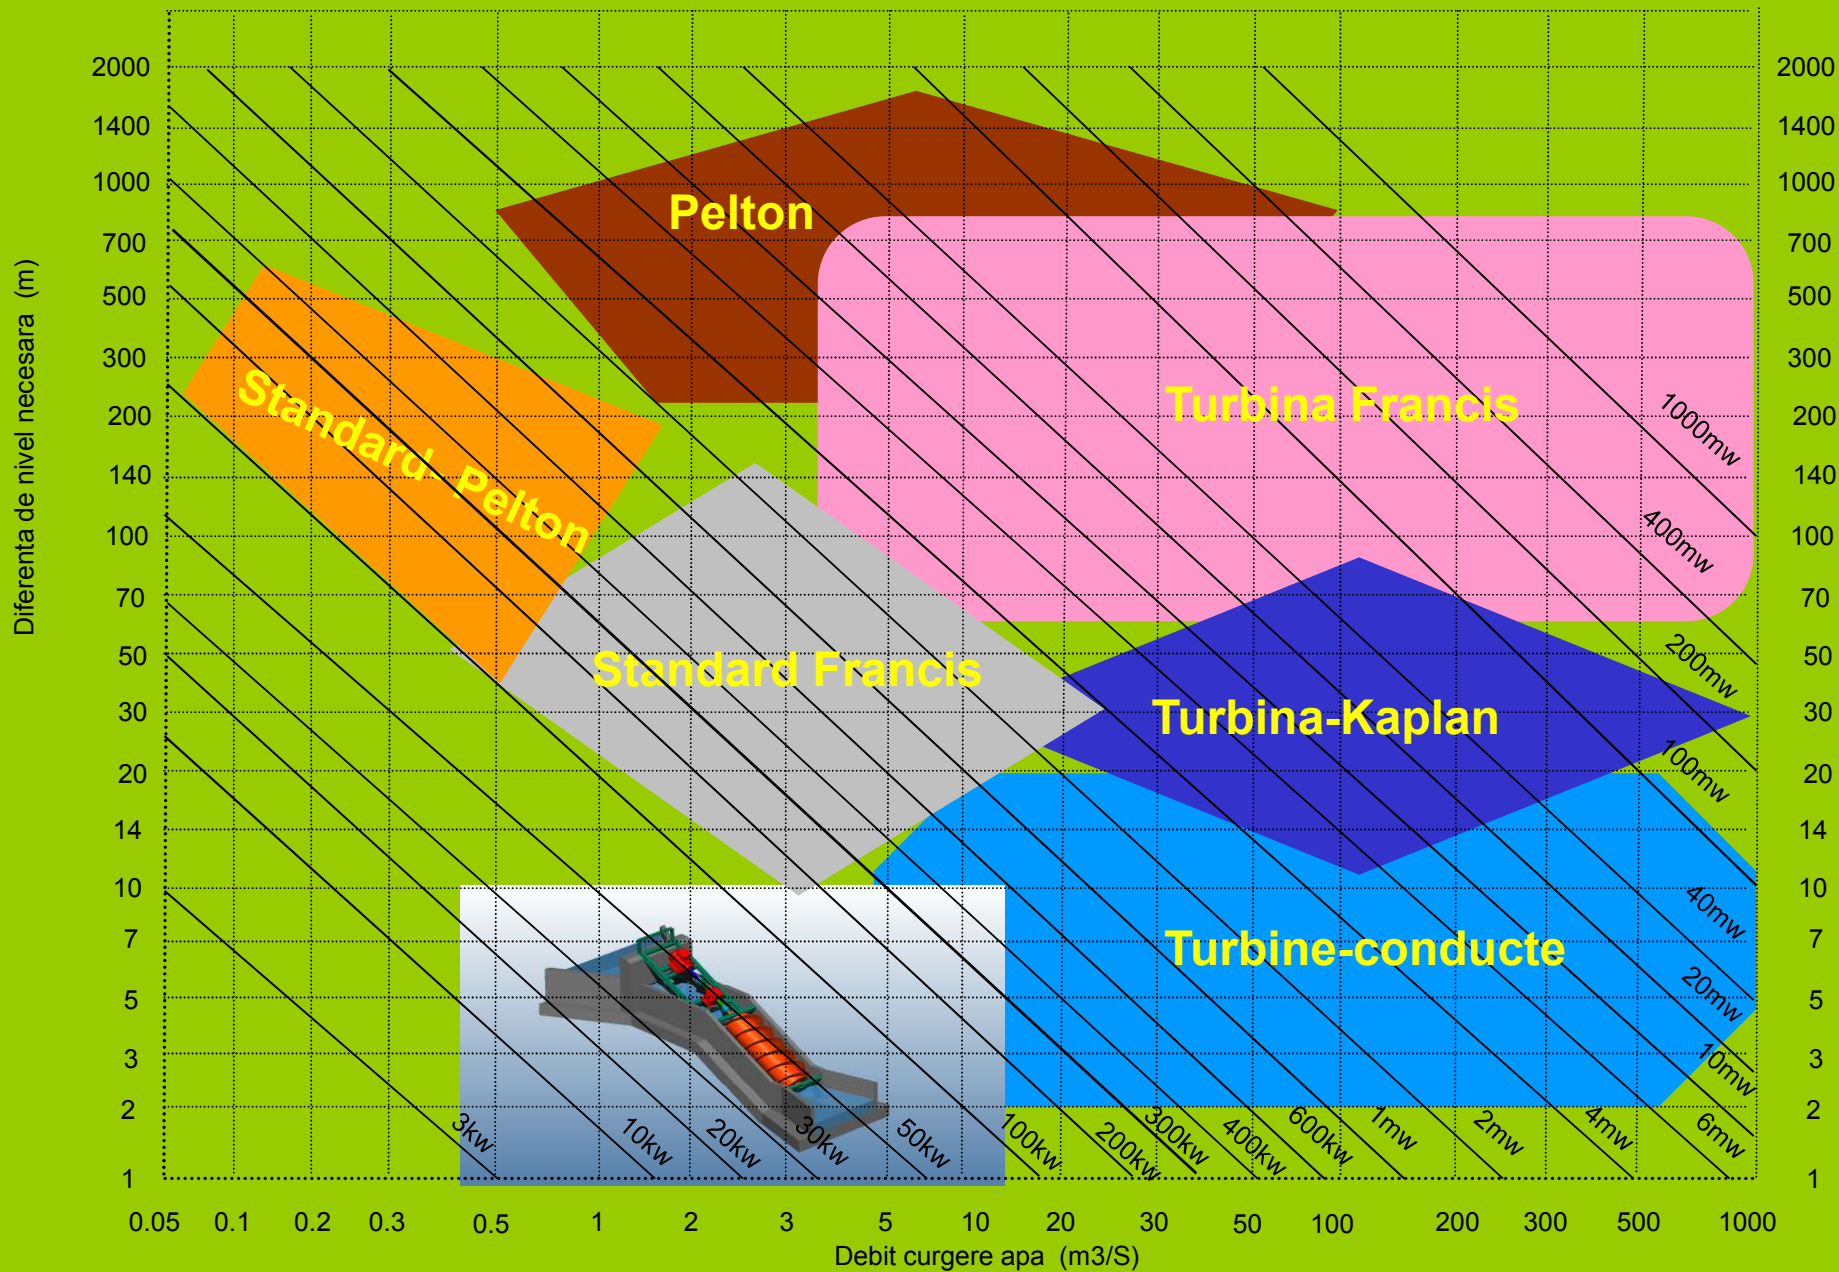 2000 2000
1400 1400
1000 1000
Pelton
700 700
500 500
300 300
Standard- Pelton
Turbina Francis
200 200
1000mw
140 140
400mw
100 100
70 70
Diferenta de nivel necesara (m)
50 50
200mw
Standard Francis
30 30
Turbina-Kaplan
100mw
20 20
14 14
10 10
40mw
7 7
Turbine-conducte
20mw
5 5
3 3
10mw
2 2
3kw 10kw 20kw 30kw 50kw 100kw 200kw 300kw 400kw 600kw 1mw 2mw 4mw 6mw
1 1
0.05 0.1 0.2 0.3 0.5 1 2 3 5 10 20 30 50 100 200 300 500 1000
Debit curgere apa (m3/S)